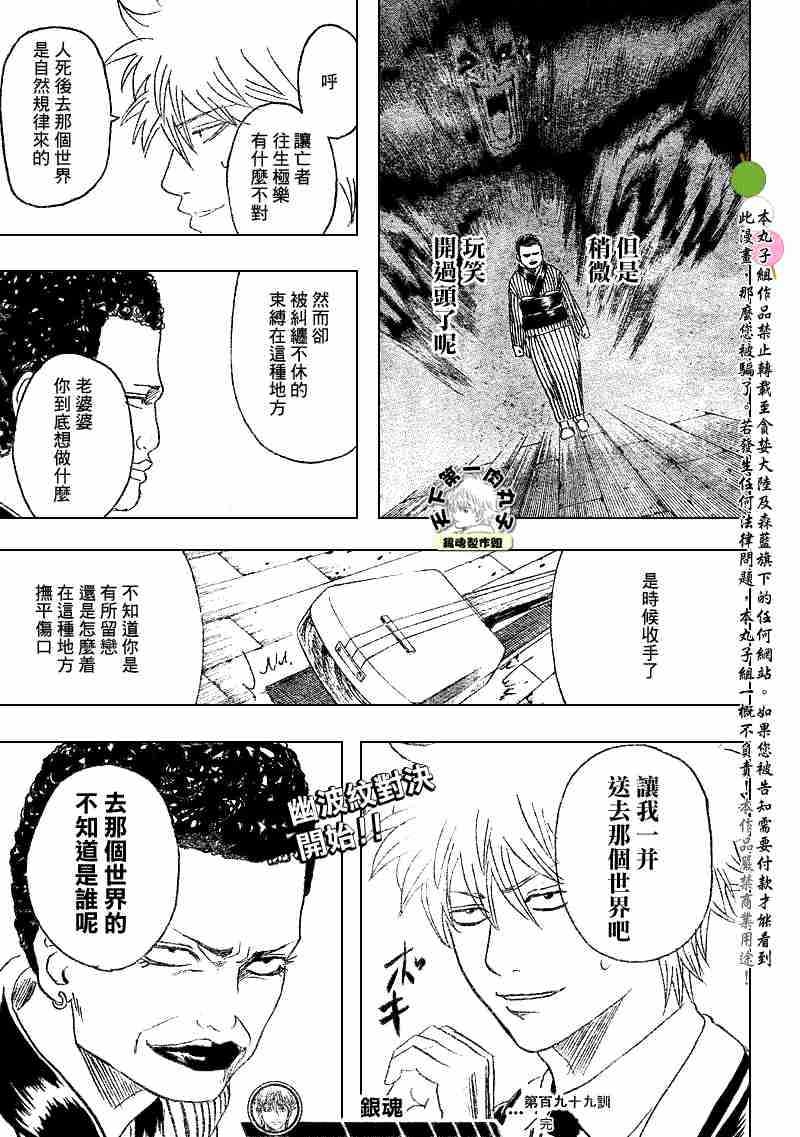 但是
稍微
玩笑
開過頭了呢
呼
讓亡者
往生極樂
有什麼不對
人死後去那個世界
是自然規律來的
然而卻
被糾纏不休的
束縛在這種地方
老婆婆
你到底想做什麼
天下第一肉丸子
銀魂製作組
是時候收手了
不知道你是
有所留戀
還是怎麼着
在這種地方
撫平傷口
讓我一并
送去那個世界吧
ボキ
幽波紋對決
開始!!
去那個世界的
不知道是誰呢
銀魂
第百九十九訓
…
完
本丸子組作品禁止轉載至貪婪大陸及森藍旗下的任何網站。如果您被告知需要付款才能看到
此漫畫，那麼您被騙了。若發生任何法律問題，本丸子組一概不負責！本作品嚴禁商業用途！